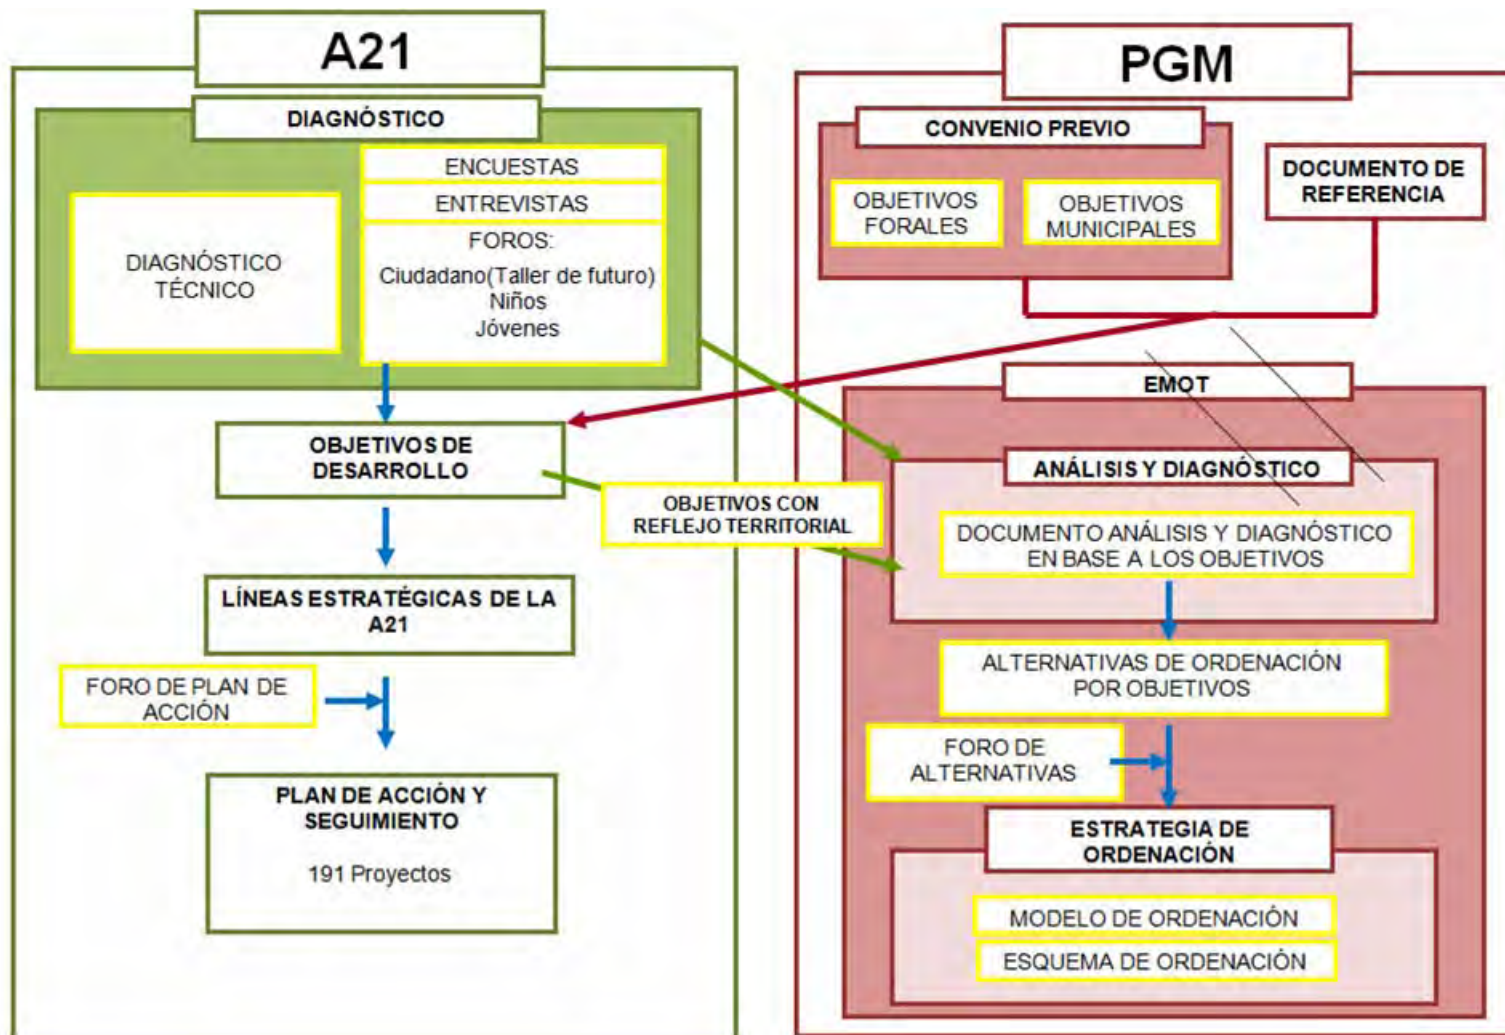 A21
DIAGNÓSTICO
DIAGNÓSTICO
TÉCNICO
ENCUESTAS
ENTREVISTAS
FOROS:
Ciudadano(Taller de futuro)
Niños
Jóvenes
OBJETIVOS DE
DESARROLLO
LÍNEAS ESTRATÉGICAS DE LA
A21
FORO DE PLAN DE
ACCIÓN
PLAN DE ACCIÓN Y
SEGUIMIENTO
191 Proyectos
OBJETIVOS CON
REFLEJO TERRITORIAL
PGM
CONVENIO PREVIO
OBJETIVOS
FORALES
OBJETIVOS
MUNICIPALES
DOCUMENTO DE
REFERENCIA
EMOT
ANÁLISIS Y DIAGNÓSTICO
DOCUMENTO ANÁLISIS Y DIAGNÓSTICO
EN BASE A LOS OBJETIVOS
ALTERNATIVAS DE ORDENACIÓN
POR OBJETIVOS
FORO DE
ALTERNATIVAS
ESTRATEGIA DE
ORDENACIÓN
MODELO DE ORDENACIÓN
ESQUEMA DE ORDENACIÓN